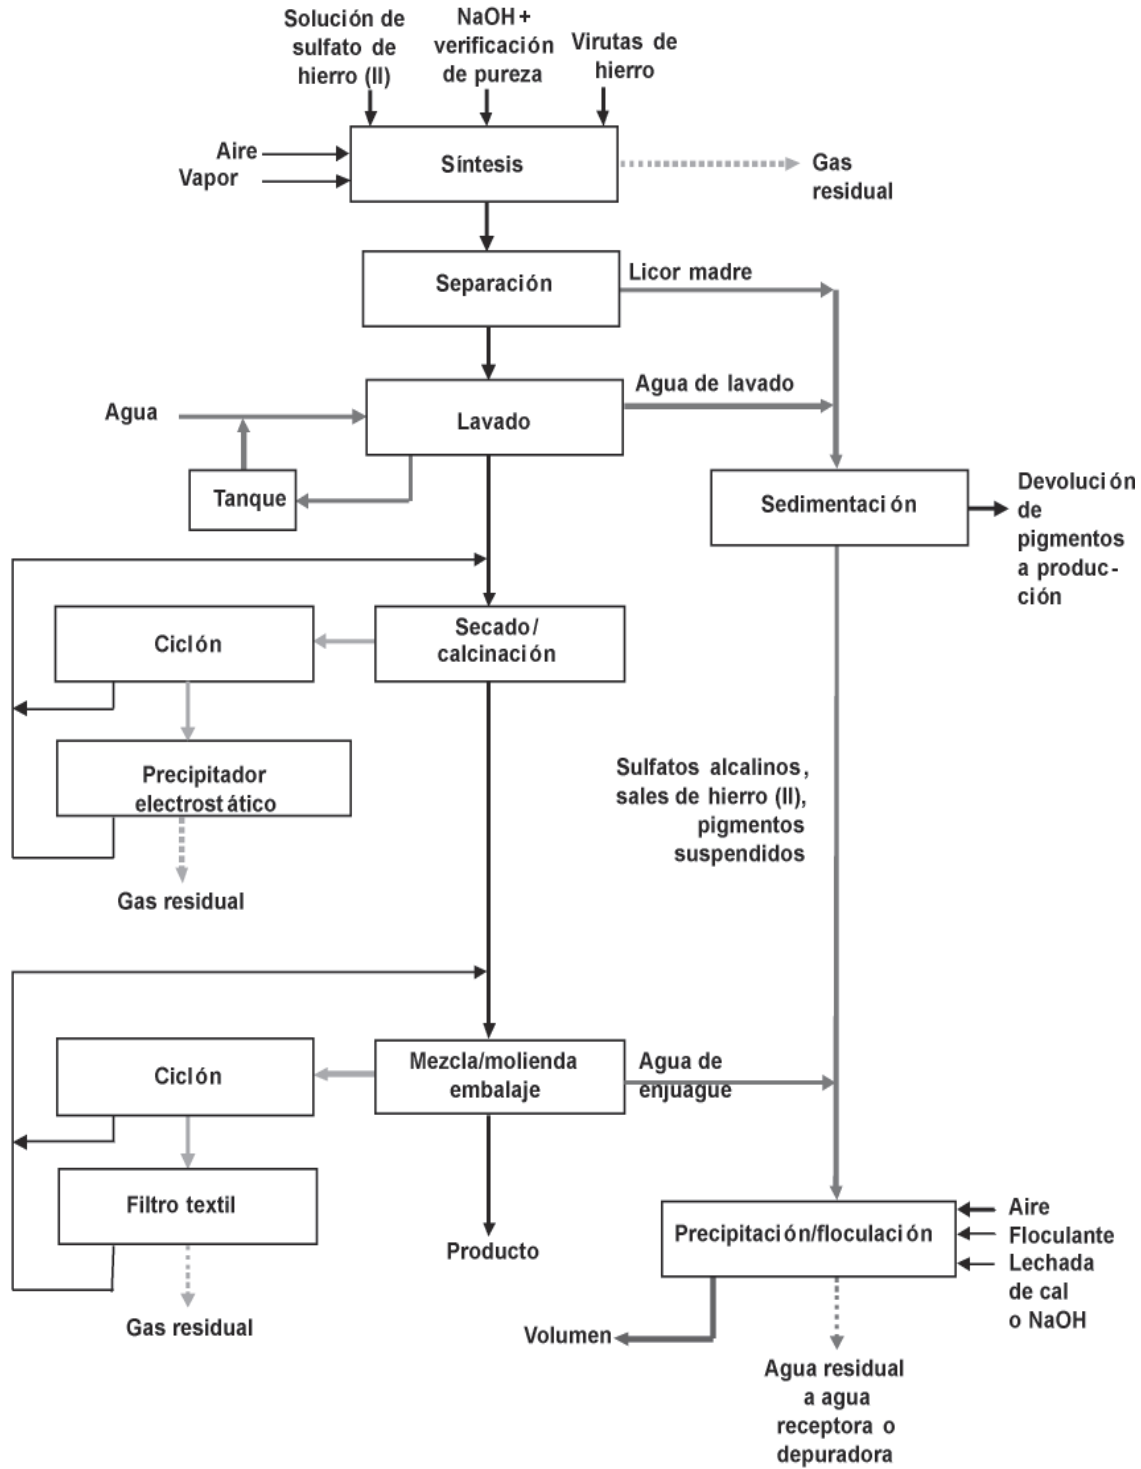 Solución de
sulfato de
hierro (II)
NaOH +
verificación
de pureza
Virutas de
hierro
Aire
Vapor
Síntesis
Gas
residual
Separación
Licor madre
Agua
Lavado
Agua de lavado
Tanque
Sedimentación
Devolución
de
pigmentos
a produc-
ción
Ciclón
Secado/
calcinación
Precipitador
electrostático
Gas residual
Sulfatos alcalinos,
sales de hierro (II),
pigmentos
suspendidos
Ciclón
Mezcla/molienda
embalaje
Agua de
enjuague
Filtro textil
Gas residual
Producto
Precipitación/floculación
Aire
Floculante
Lechada
de cal
o NaOH
Volumen
Agua residual
a agua
receptora o
depuradora